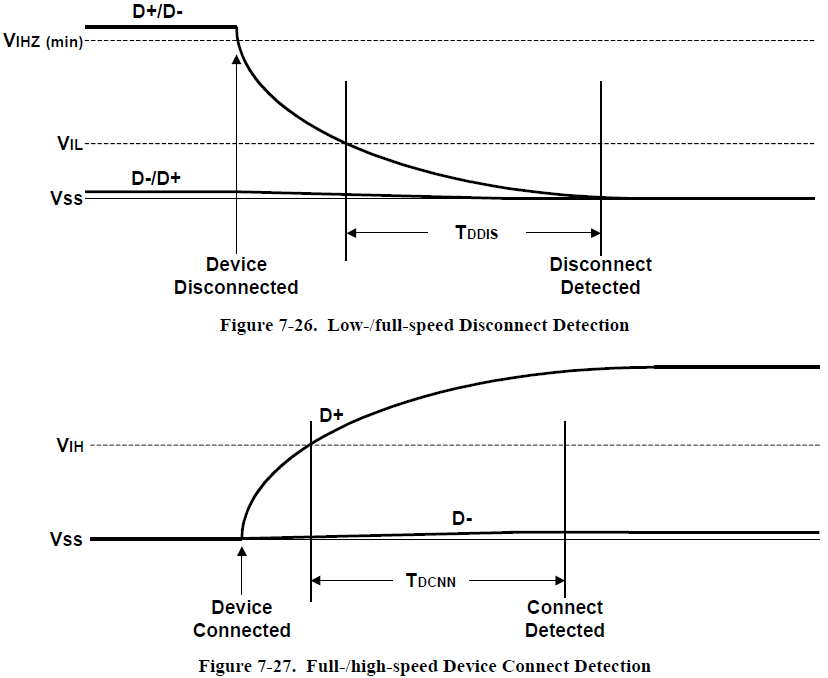 D+/D-
VIHZ (min)
VIL
D-/D+
VSS
TDDIS
Device
Disconnected
Disconnect
Detected
Figure 7-26. Low-/full-speed Disconnect Detection
D+
VIH
D-
VSS
TDCNN
Device
Connected
Connect
Detected
Figure 7-27. Full-/high-speed Device Connect Detection